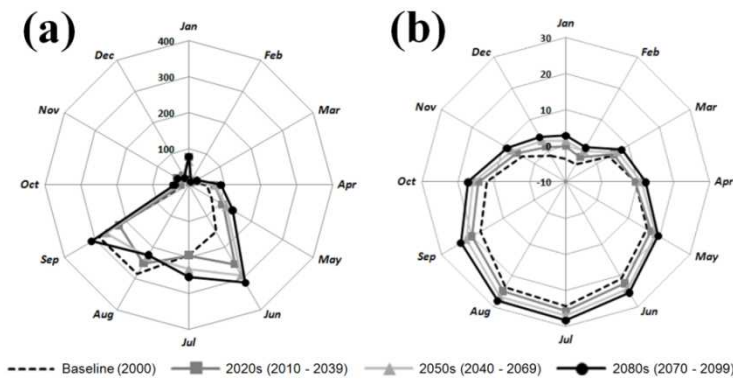 (a)
Jan
Feb
Mar
Apr
May
Jun
Jul
Aug
Sep
Oct
Nov
Dec
400
300
200
100
(b)
Jan
Feb
Mar
Apr
May
Jun
Jul
Aug
Sep
Oct
Nov
Dec
30
20
10
0
-10
Baseline (2000) 2020s (2010 - 2039) 2050s (2040 - 2069) 2080s (2070 - 2099)